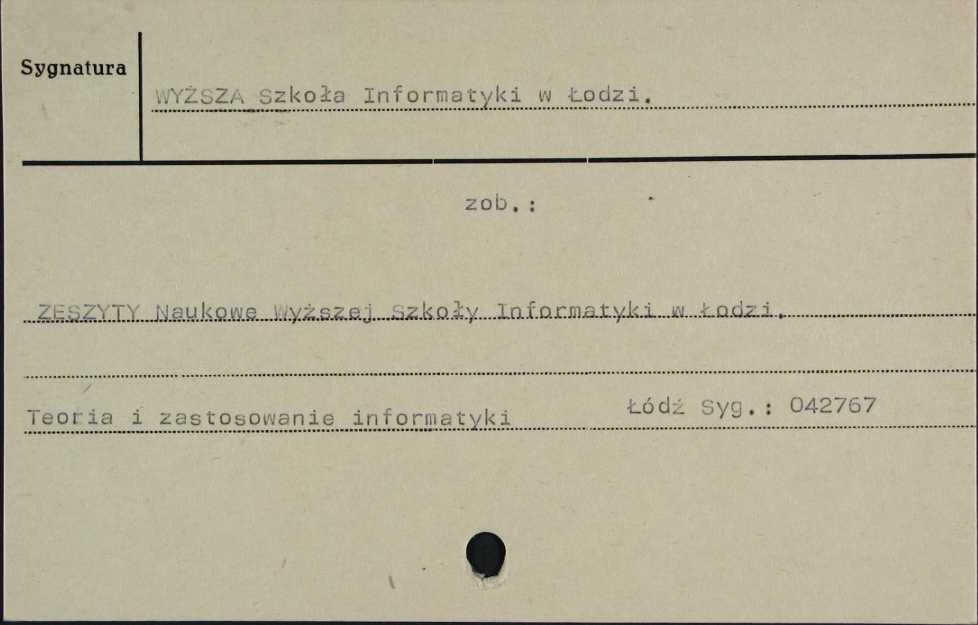 Sygnatura
WYŻSZA Szkoła Informatyki w Łodzi.
zob.:
ZESZYTY Naukowe Wyższej Szkoły Informatyki w Łodzi.
Teoria i zastosowanie informatyki Łódź Syg.: 042767